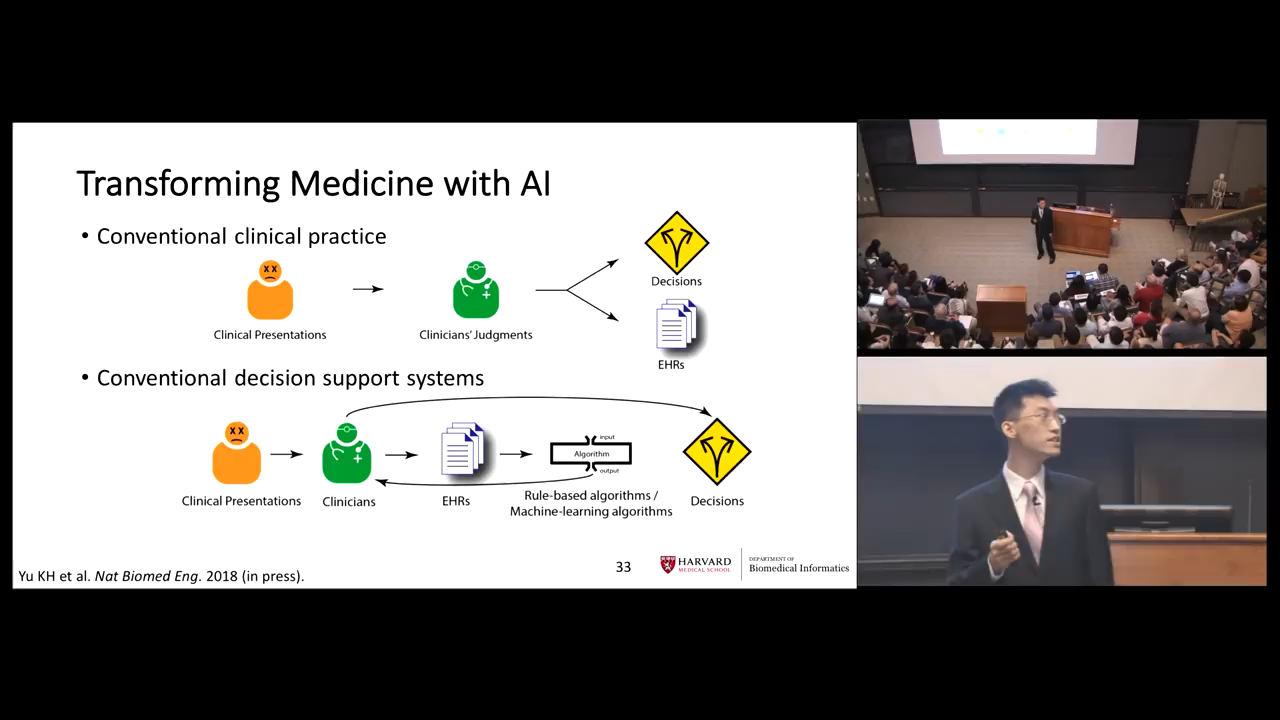 Transforming Medicine with AI
• Conventional clinical practice
Clinical Presentations
Clinicians' Judgments
Decisions
EHRs
• Conventional decision support systems
input
Algorithm
output
Clinical Presentations
Clinicians
EHRs
Rule-based algorithms /
Machine-learning algorithms
Decisions
Yu KH et al. Nat Biomed Eng. 2018 (in press).
33
HARVARD
MEDICAL SCHOOL
DEPARTMENT OF
Biomedical Informatics